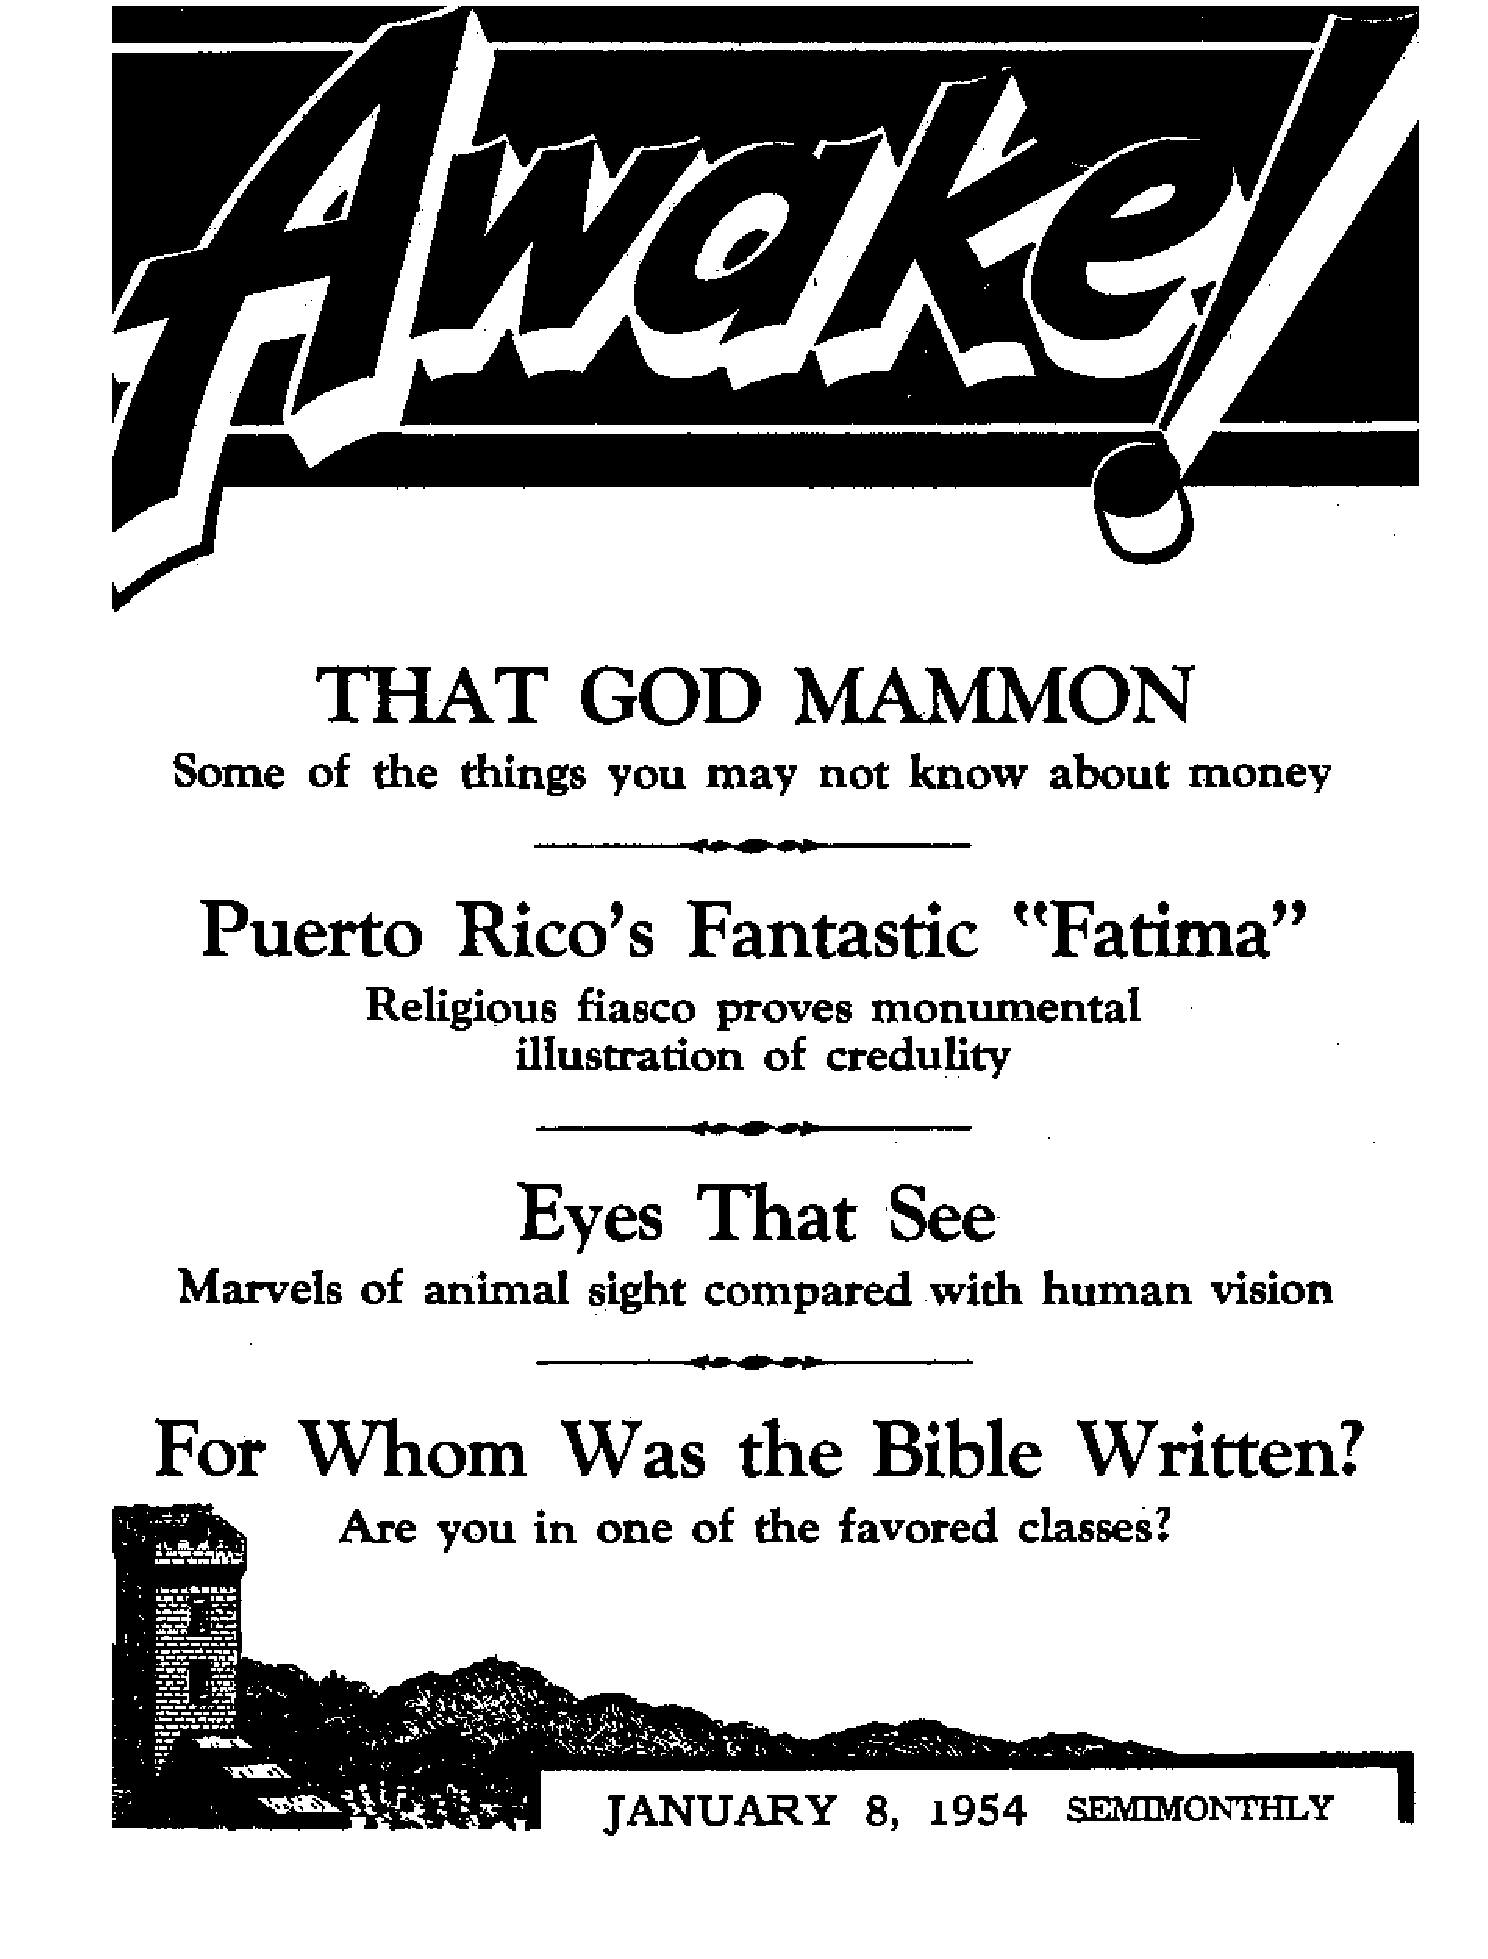 Awake!
THAT GOD MAMMON
Some of the things you may not know about money
Puerto Rico's Fantastic "Fatima"
Religious fiasco proves monumental
illustration of credulity
Eyes That See
Marvels of animal sight compared with human vision
For Whom Was the Bible Written?
Are you in one of the favored classes?
JANUARY 8, 1954 SEMIMONTHLY